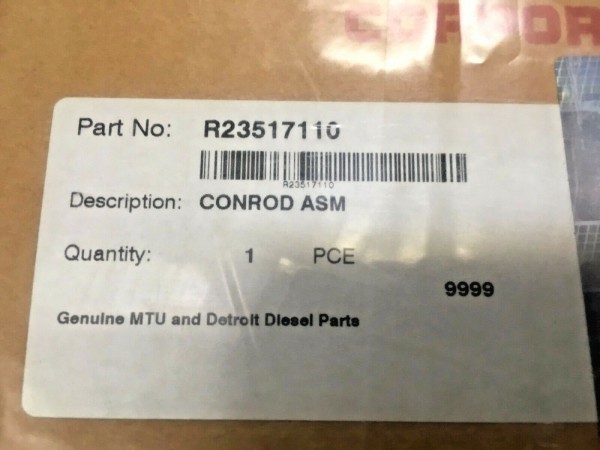 Part No: R23517110
R23517110
Description: CONROD ASM
Quantity: 1 PCE
9999
Genuine MTU and Detroit Diesel Parts